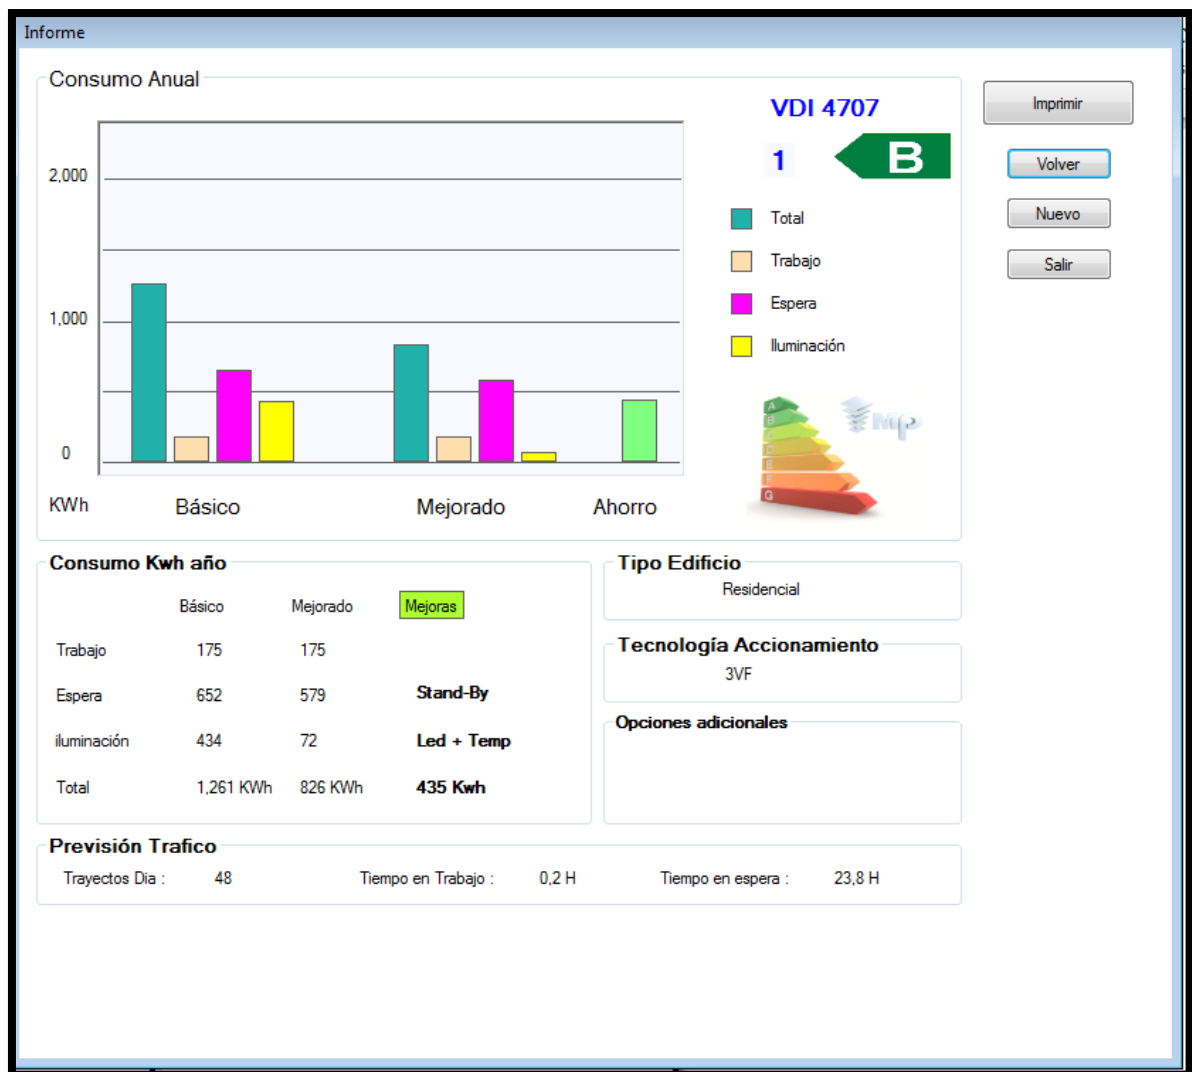 Informe
Consumo Anual
VDI 4707
1
B
Imprimir
Volver
Nuevo
Salir
2,000
1,000
0
KWh
Básico
Mejorado
Ahorro
Total
Trabajo
Espera
Iluminación
A
B
C
D
E
F
G
MP
Consumo Kwh año
Básico Mejorado Mejoras
Trabajo 175 175
Espera 652 579 Stand-By
iluminación 434 72 Led + Temp
Total 1,261 KWh 826 KWh 435 Kwh
Tipo Edificio
Residencial
Tecnología Accionamiento
3VF
Opciones adicionales
Previsión Trafico
Trayectos Dia : 48 Tiempo en Trabajo : 0,2 H Tiempo en espera : 23,8 H